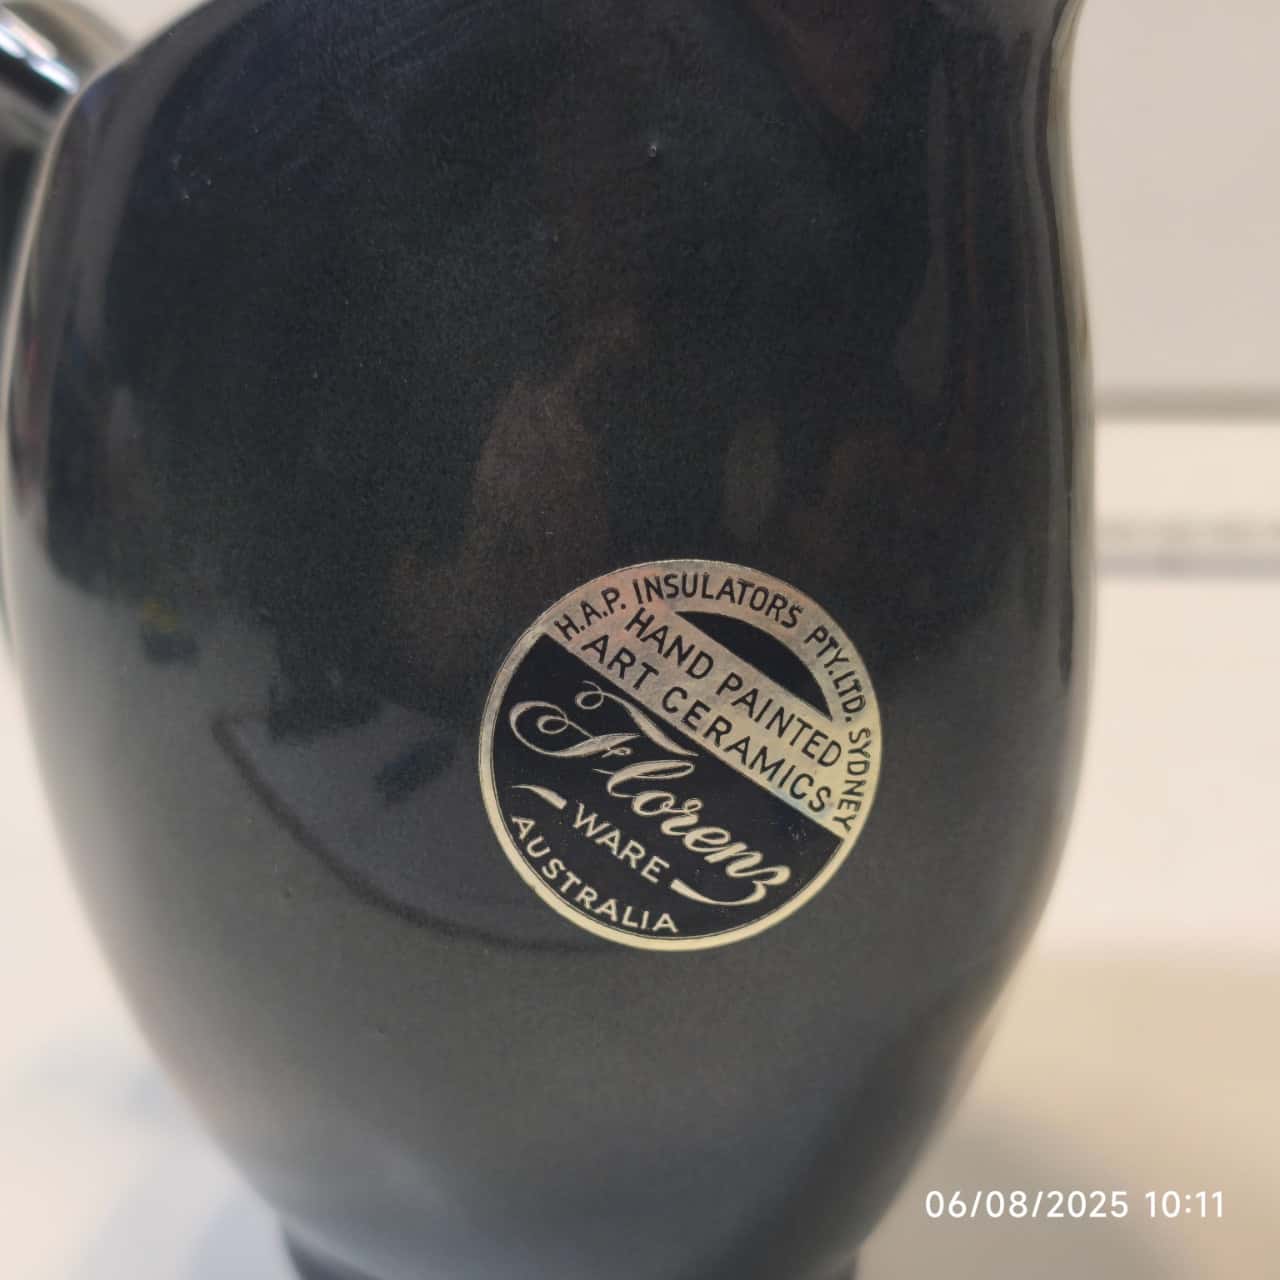 H.A.P. INSULATORS PTY. LTD. SYDNEY
HAND PAINTED
ART CERAMICS
Florenz
WARE
AUSTRALIA
06/08/2025 10:11